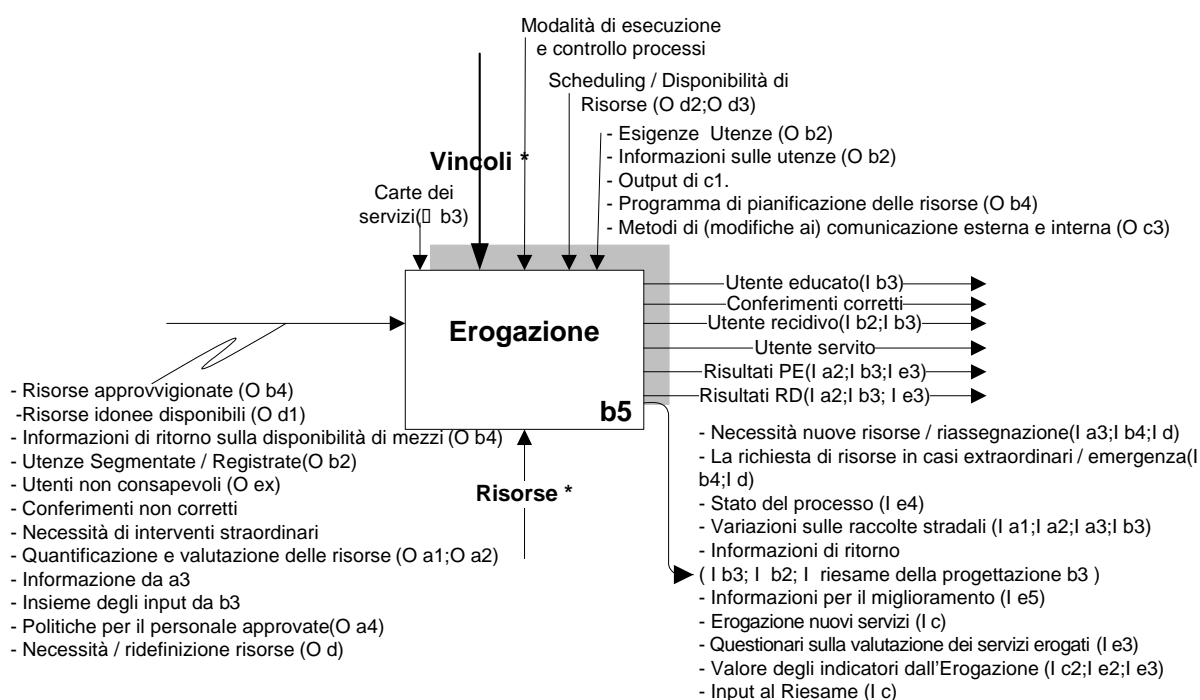 Modalità di esecuzione
e controllo processi
Scheduling / Disponibilità di
Risorse (O d2;O d3)
- Esigenze Utenze (O b2)
- Informazioni sulle utenze (O b2)
- Output di c1.
- Programma di pianificazione delle risorse (O b4)
- Metodi di (modifiche ai) comunicazione esterna e interna (O c3)
Vincoli *
Carte dei
servizi(▯ b3)
Erogazione
b5
Utente educato(I b3)
Conferimenti corretti
Utente recidivo(I b2;I b3)
Utente servito
Risultati PE(I a2;I b3;I e3)
Risultati RD(I a2;I b3; I e3)
- Risorse approvvigionate (O b4)
-Risorse idonee disponibili (O d1)
- Informazioni di ritorno sulla disponibilità di mezzi (O b4)
- Utenze Segmentate / Registrate(O b2)
- Utenti non consapevoli (O ex)
- Conferimenti non corretti
- Necessità di interventi straordinari
- Quantificazione e valutazione delle risorse (O a1;O a2)
- Informazione da a3
- Insieme degli input da b3
- Politiche per il personale approvate(O a4)
- Necessità / ridefinizione risorse (O d)
Risorse *
- Necessità nuove risorse / riassegnazione(I a3;I b4;I d)
- La richiesta di risorse in casi extraordinari / emergenza(I
b4;I d)
- Stato del processo (I e4)
- Variazioni sulle raccolte stradali (I a1;I a2;I a3;I b3)
- Informazioni di ritorno
( I b3; I b2; I riesame della progettazione b3 )
- Informazioni per il miglioramento (I e5)
- Erogazione nuovi servizi (I c)
- Questionari sulla valutazione dei servizi erogati (I e3)
- Valore degli indicatori dall'Erogazione (I c2;I e2;I e3)
- Input al Riesame (I c)